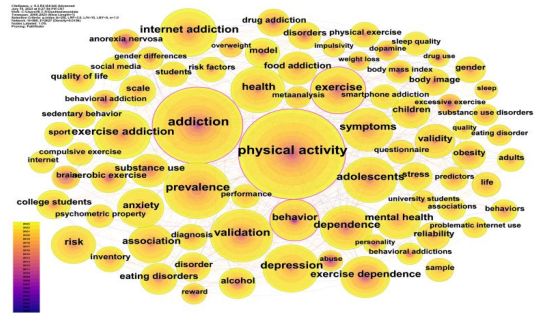 internet addiction
drug addiction
disorders
physical exercise
sleep quality
anorexia nervosa
overweight
model
impulsivity
dopamine
gender differences
weight loss
drug use
social media
students
risk factors
food addiction
body mass index
gender
quality of life
scale
health
exercise
body image
behavioral addiction
metaanalysis
smartphone addiction
sleep
sedentary behavior
children
excessive exercise
addiction
symptoms
substance use disorders
sport
exercise addiction
quality
validity
eating disorder
compulsive exercise
physical activity
questionnaire
internet
obesity
adults
brain
aerobic exercise
substance use
adolescents
stress
predictors
life
prevalence
performance
college students
anxiety
university students
associations
behaviors
psychometric property
behavior
mental health
dependence
problematic internet use
diagnosis
validation
reliability
risk
association
personality
behavioral addictions
inventory
disorder
depression
abuse
sample
eating disorders
alcohol
exercise dependence
reward